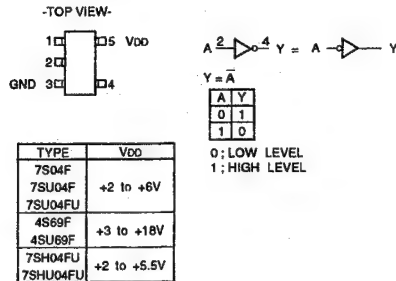 -TOP VIEW-
1 5 VDD
2
GND 3 4
A 2 4 Y = A Y
Y = A̅
A Y
0 1
1 0
0 ; LOW LEVEL
1 ; HIGH LEVEL
TYPE VDD
7S04F
7SU04F +2 to +6V
7SU04FU
4S69F +3 to +18V
4SU69F
7SH04FU +2 to +5.5V
7SHU04FU